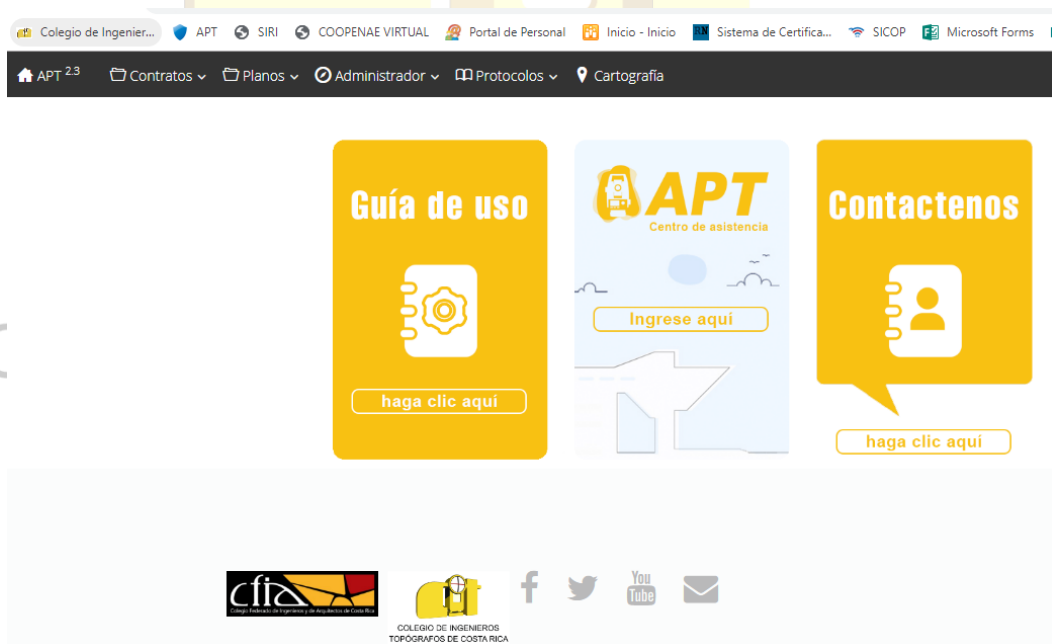 Colegio de Ingenier... APT SIRI COOPENAE VIRTUAL Portal de Personal Inicio - Inicio RN Sistema de Certifica... SICOP Microsoft Forms
APT 2.3 Contratos Planos Administrador Protocolos Cartografía
Guía de uso
haga clic aquí
APT
Centro de asistencia
Ingrese aquí
Contactenos
haga clic aquí
cfia
Colegio Federado de Ingenieros y de Arquitectos de Costa Rica
COLEGIO DE INGENIEROS
TOPÓGRAFOS DE COSTA RICA
You
Tube